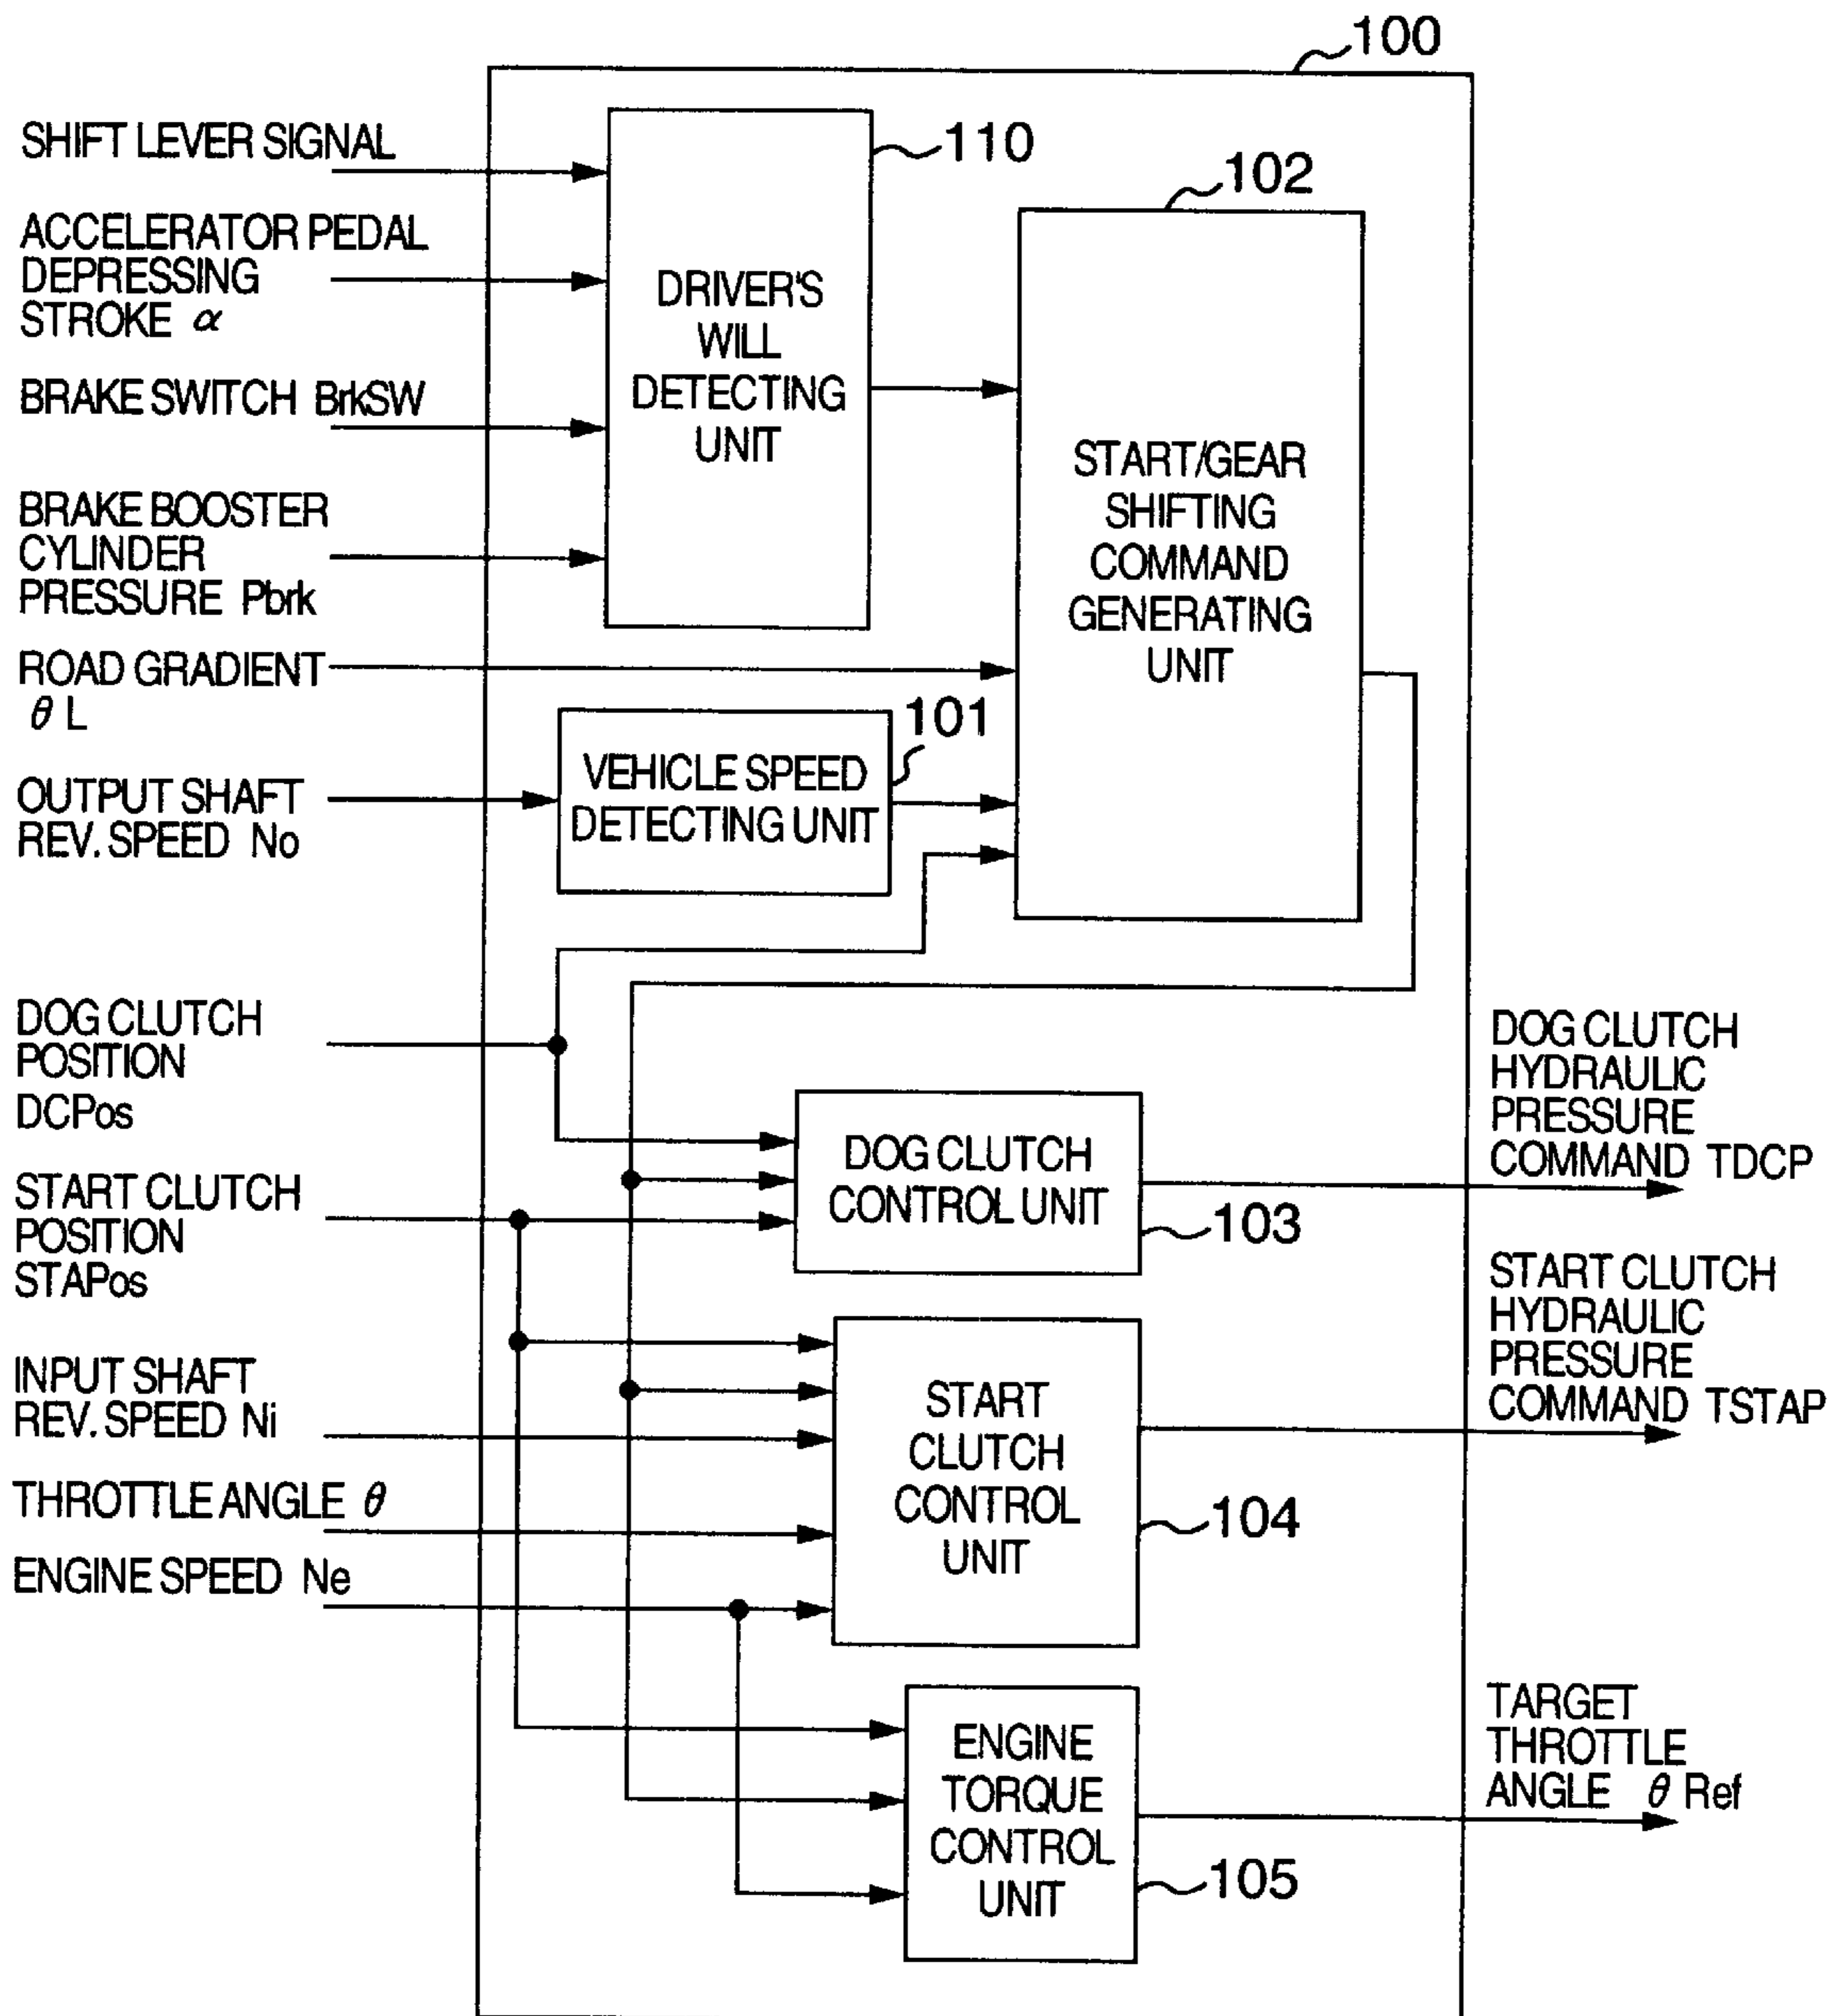 100
SHIFT LEVER SIGNAL
ACCELERATOR PEDAL
DEPRESSING
STROKE α
BRAKE SWITCH BrkSW
BRAKE BOOSTER
CYLINDER
PRESSURE Pbrk
ROAD GRADIENT
θ L
OUTPUT SHAFT
REV. SPEED No
DOG CLUTCH
POSITION
DCPos
START CLUTCH
POSITION
STAPos
INPUT SHAFT
REV. SPEED Ni
THROTTLE ANGLE θ
ENGINE SPEED Ne
110
DRIVER'S
WILL
DETECTING
UNIT
102
START/GEAR
SHIFTING
COMMAND
GENERATING
UNIT
101
VEHICLE SPEED
DETECTING UNIT
DOG CLUTCH
CONTROL UNIT
103
START
CLUTCH
CONTROL
UNIT
104
ENGINE
TORQUE
CONTROL
UNIT
105
DOG CLUTCH
HYDRAULIC
PRESSURE
COMMAND TDCP
START CLUTCH
HYDRAULIC
PRESSURE
COMMAND TSTAP
TARGET
THROTTLE
ANGLE θ Ref